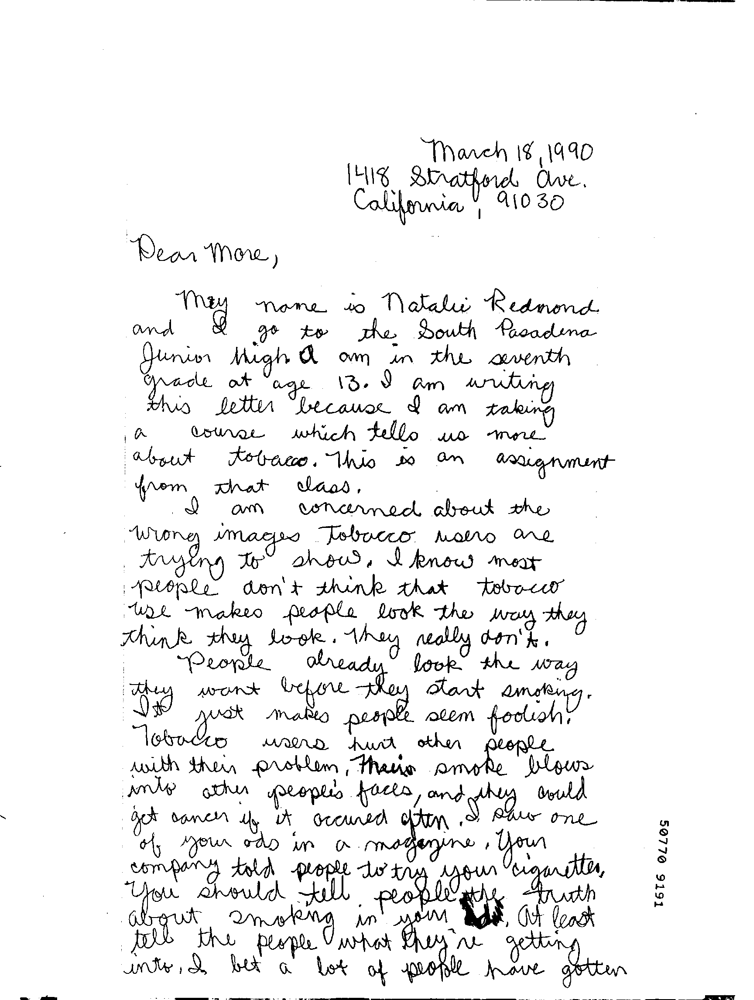 March 18, 1990
1418 Stratford Ave.
California, 91030
Dear More,
My name is Natalie Redmond
and I go to the South Pasadena
Junior High I am in the seventh
grade at age 13. I am writing
this letter because I am taking
a course which tells us more
about tobacco. This is an assignment
from that class.
I am concerned about the
wrong images Tobacco users are
trying to show. I know most
people don't think that tobacco
use makes people look the way they
think they look. They really don't.
People already look the way
they want before they start smoking.
It just makes people seem foolish.
Tobacco users hurt other people
with their problem. Their smoke blows
into other people's faces, and they could
get cancer if it occured often. I saw one
of your ads in a magazine. Your
company told people to try your cigarettes.
You should tell people the truth
about smoking in your ads. At least
tell the people what they're getting
into. I bet a lot of people have gotten
50770 9191